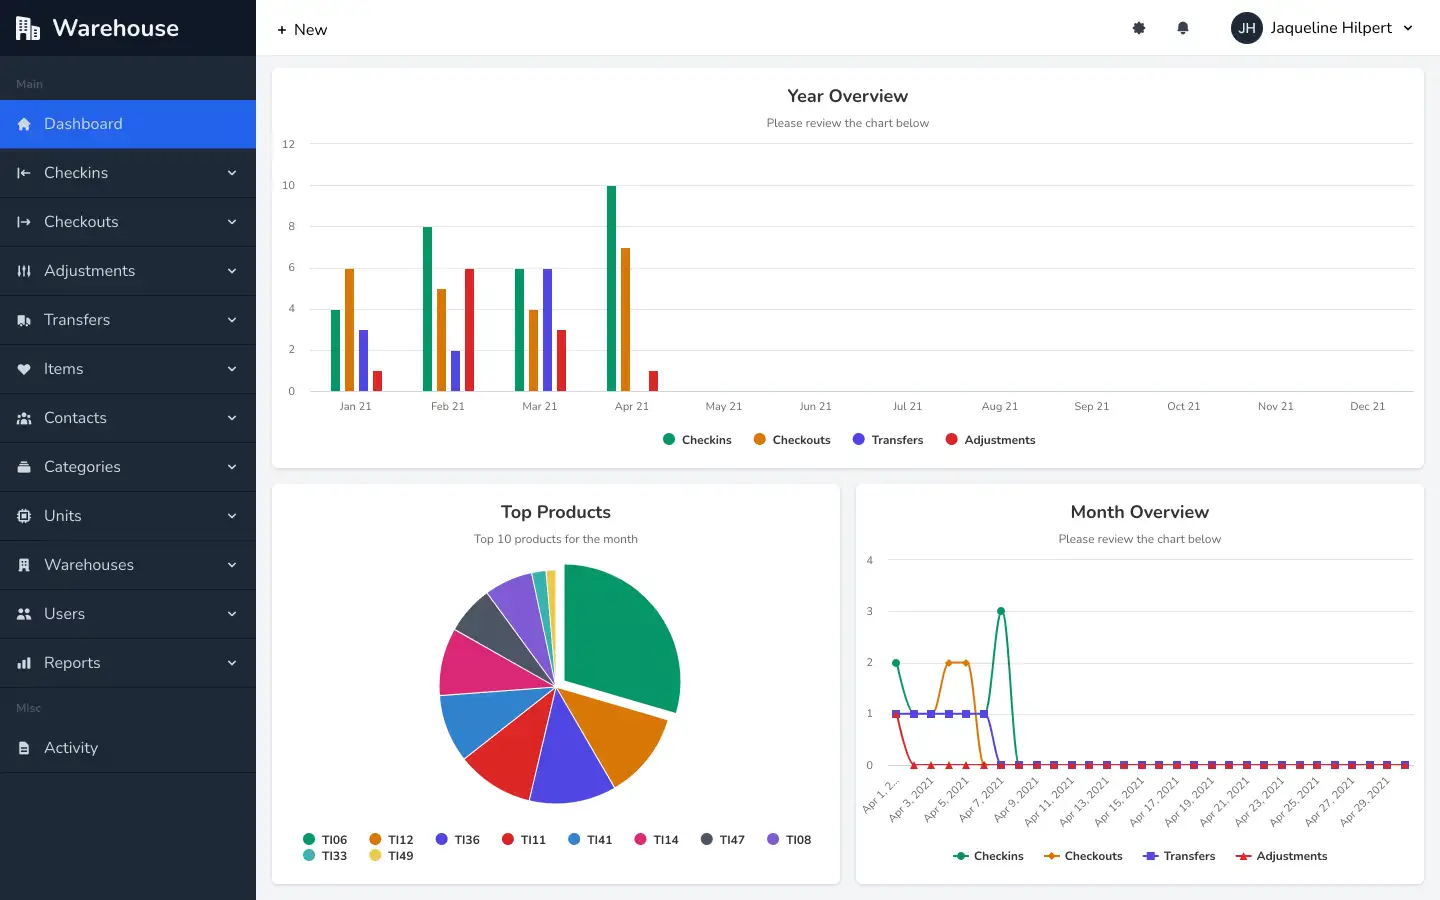 Warehouse
Main
Dashboard
Checkins
Checkouts
Adjustments
Transfers
Items
Contacts
Categories
Units
Warehouses
Users
Reports
Misc
Activity
+ New
JH Jaqueline Hilpert
Year Overview
Please review the chart below
12
10
8
6
4
2
0
Jan 21 Feb 21 Mar 21 Apr 21 May 21 Jun 21 Jul 21 Aug 21 Sep 21 Oct 21 Nov 21 Dec 21
Checkins Checkouts Transfers Adjustments
Top Products
Top 10 products for the month
TI06 TI12 TI36 TI11 TI41 TI14 TI47 TI08
TI33 TI49
Month Overview
Please review the chart below
4
3
2
1
0
Apr 1, 2... Apr 3, 2021 Apr 5, 2021 Apr 7, 2021 Apr 9, 2021 Apr 11, 2021 Apr 13, 2021 Apr 15, 2021 Apr 17, 2021 Apr 19, 2021 Apr 21, 2021 Apr 23, 2021 Apr 25, 2021 Apr 27, 2021 Apr 29, 2021
Checkins Checkouts Transfers Adjustments